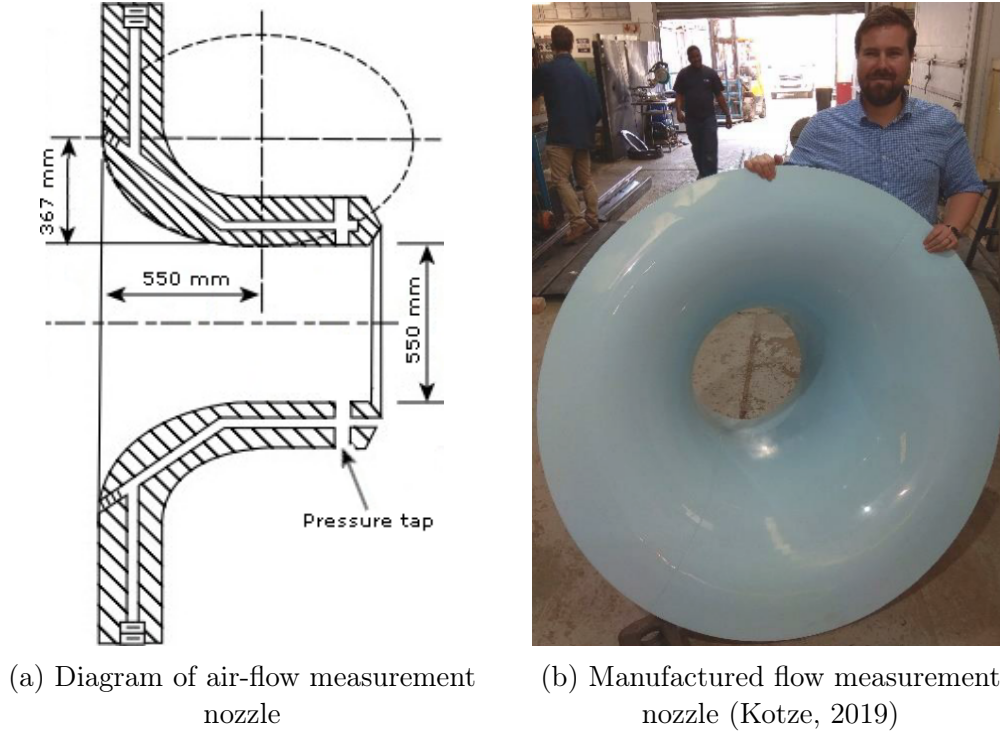 367 mm
550 mm
550 mm
Pressure tap
(a) Diagram of air-flow measurement
nozzle
(b) Manufactured flow measurement
nozzle (Kotze, 2019)